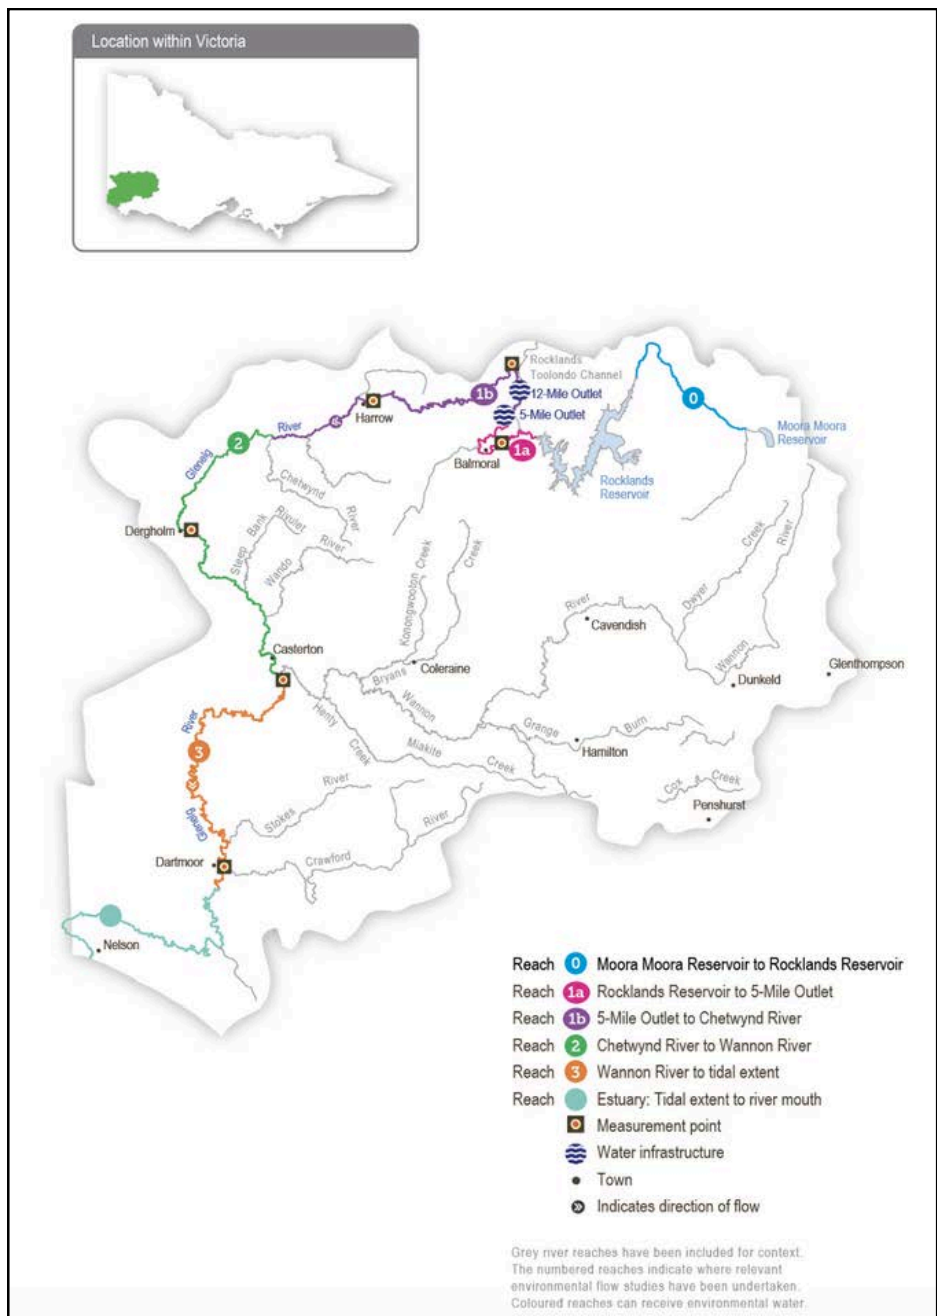 Location within Victoria
Rocklands
Toolondo Channel
12-Mile Outlet
5-Mile Outlet
1b
0
Harrow
River
2
Glenelg
Moora Moora
Reservoir
1a
Balmoral
Rocklands
Reservoir
Chetwynd
River
Dergholm
Steep Bank Rivulet
Wando River
Konongwootong Creek
Creek
Dwyer Creek
River
River
Cavendish
Casterton
Bryans
Coleraine
Wannon
Dunkeld
Glenthompson
Wannon
Henty
Creek
Grange Burn
Hamilton
Miakite
Creek
River
3
Glenelg
Cox Creek
Penshurst
Stokes River
River
Crawford
Dartmoor
Nelson
Reach 0 Moora Moora Reservoir to Rocklands Reservoir
Reach 1a Rocklands Reservoir to 5-Mile Outlet
Reach 1b 5-Mile Outlet to Chetwynd River
Reach 2 Chetwynd River to Wannon River
Reach 3 Wannon River to tidal extent
Reach Estuary: Tidal extent to river mouth
Measurement point
Water infrastructure
Town
Indicates direction of flow
Grey river reaches have been included for context.
The numbered reaches indicate where relevant
environmental flow studies have been undertaken.
Coloured reaches can receive environmental water.